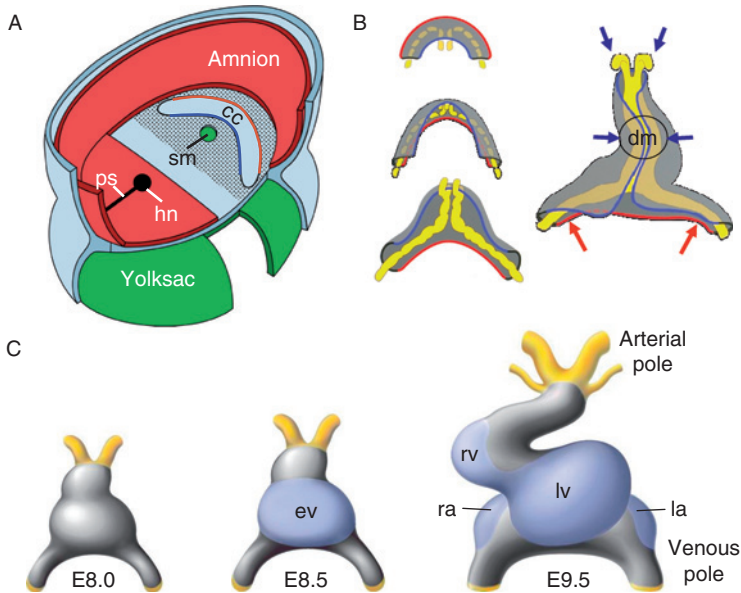 A
Amnion
cc
sm
ps
hn
Yolksac
B
dm
C
E8.0
ev
E8.5
Arterial
pole
rv
lv
ra
la
Venous
pole
E9.5